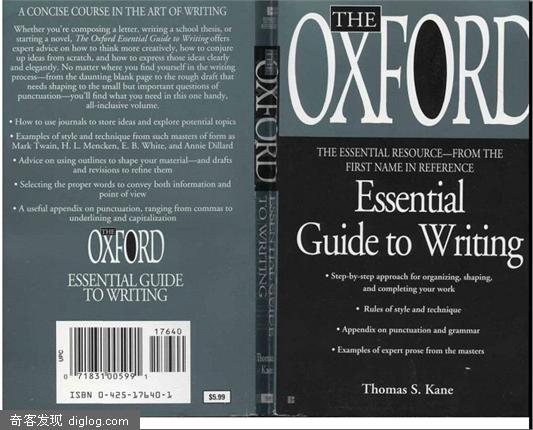 A CONCISE COURSE IN THE ART OF WRITING
Whether you're composing a letter, writing a school thesis, or
starting a novel, The Oxford Essential Guide to Writing offers
expert advice on how to think more creatively, how to conjure
up ideas from scratch, and how to express those ideas clearly
and elegantly. No matter where you find yourself in the writing
process—from the daunting blank page to the rough draft that
needs shaping to the small but important questions of
punctuation—you'll find what you need in this one handy,
all-inclusive volume.
• How to use journals to store ideas and explore potential topics
• Examples of style and technique from such masters of form as
Mark Twain, H. L. Mencken, E. B. White, and Annie Dillard
• Advice on using outlines to shape your material—and drafts
and revisions to refine them
• Selecting the proper words to convey both information and
point of view
• A useful appendix on punctuation, ranging from commas to
underlining and capitalization
THE
OXFORD
ESSENTIAL GUIDE
TO WRITING
17640
UPC
0 71831 00599 1
ISBN 0-425-17640-1
$5.99
THE
OXFORD
ESSENTIAL GUIDE
TO WRITING
Thomas
Kane
THE
OXFORD
THE ESSENTIAL RESOURCE—FROM THE
FIRST NAME IN REFERENCE
Essential
Guide to Writing
• Step-by-step approach for organizing, shaping,
and completing your work
• Rules of style and technique
• Appendix on punctuation and grammar
• Examples of expert prose from the masters
Thomas S. Kane
奇客发现 diglog.com